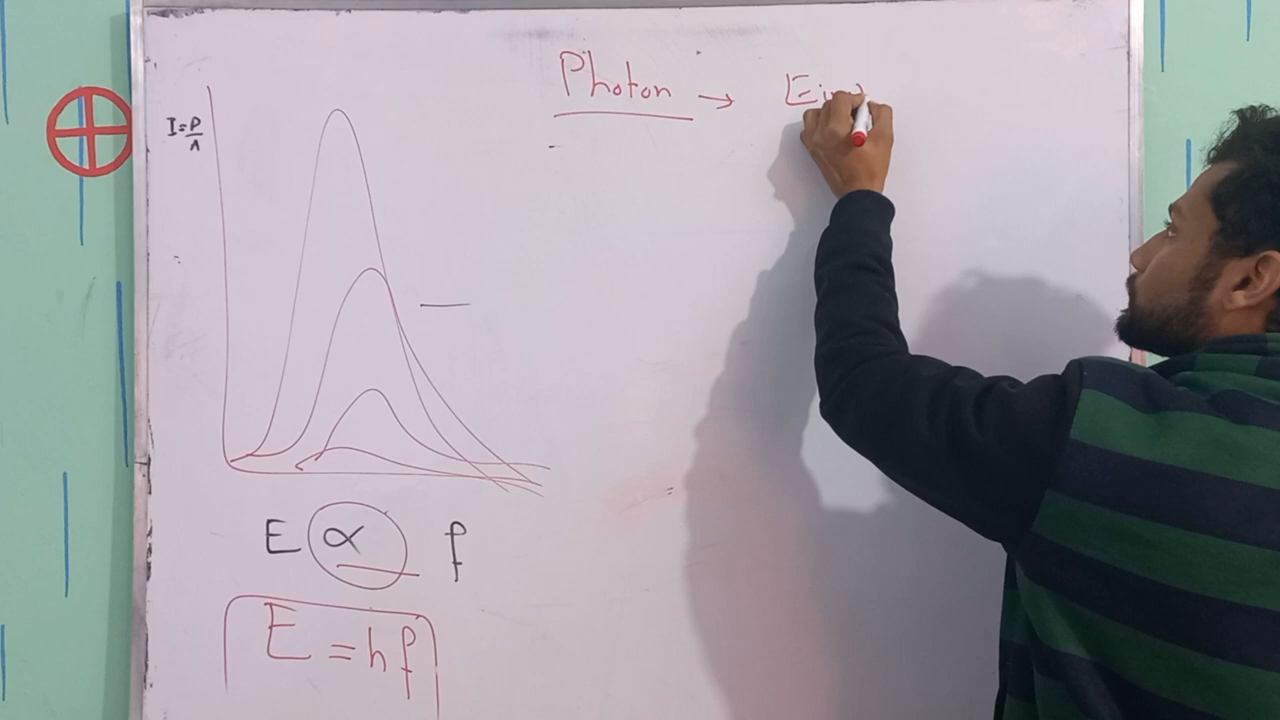 Photon →
I = P/A
E ∝ f
E = hf